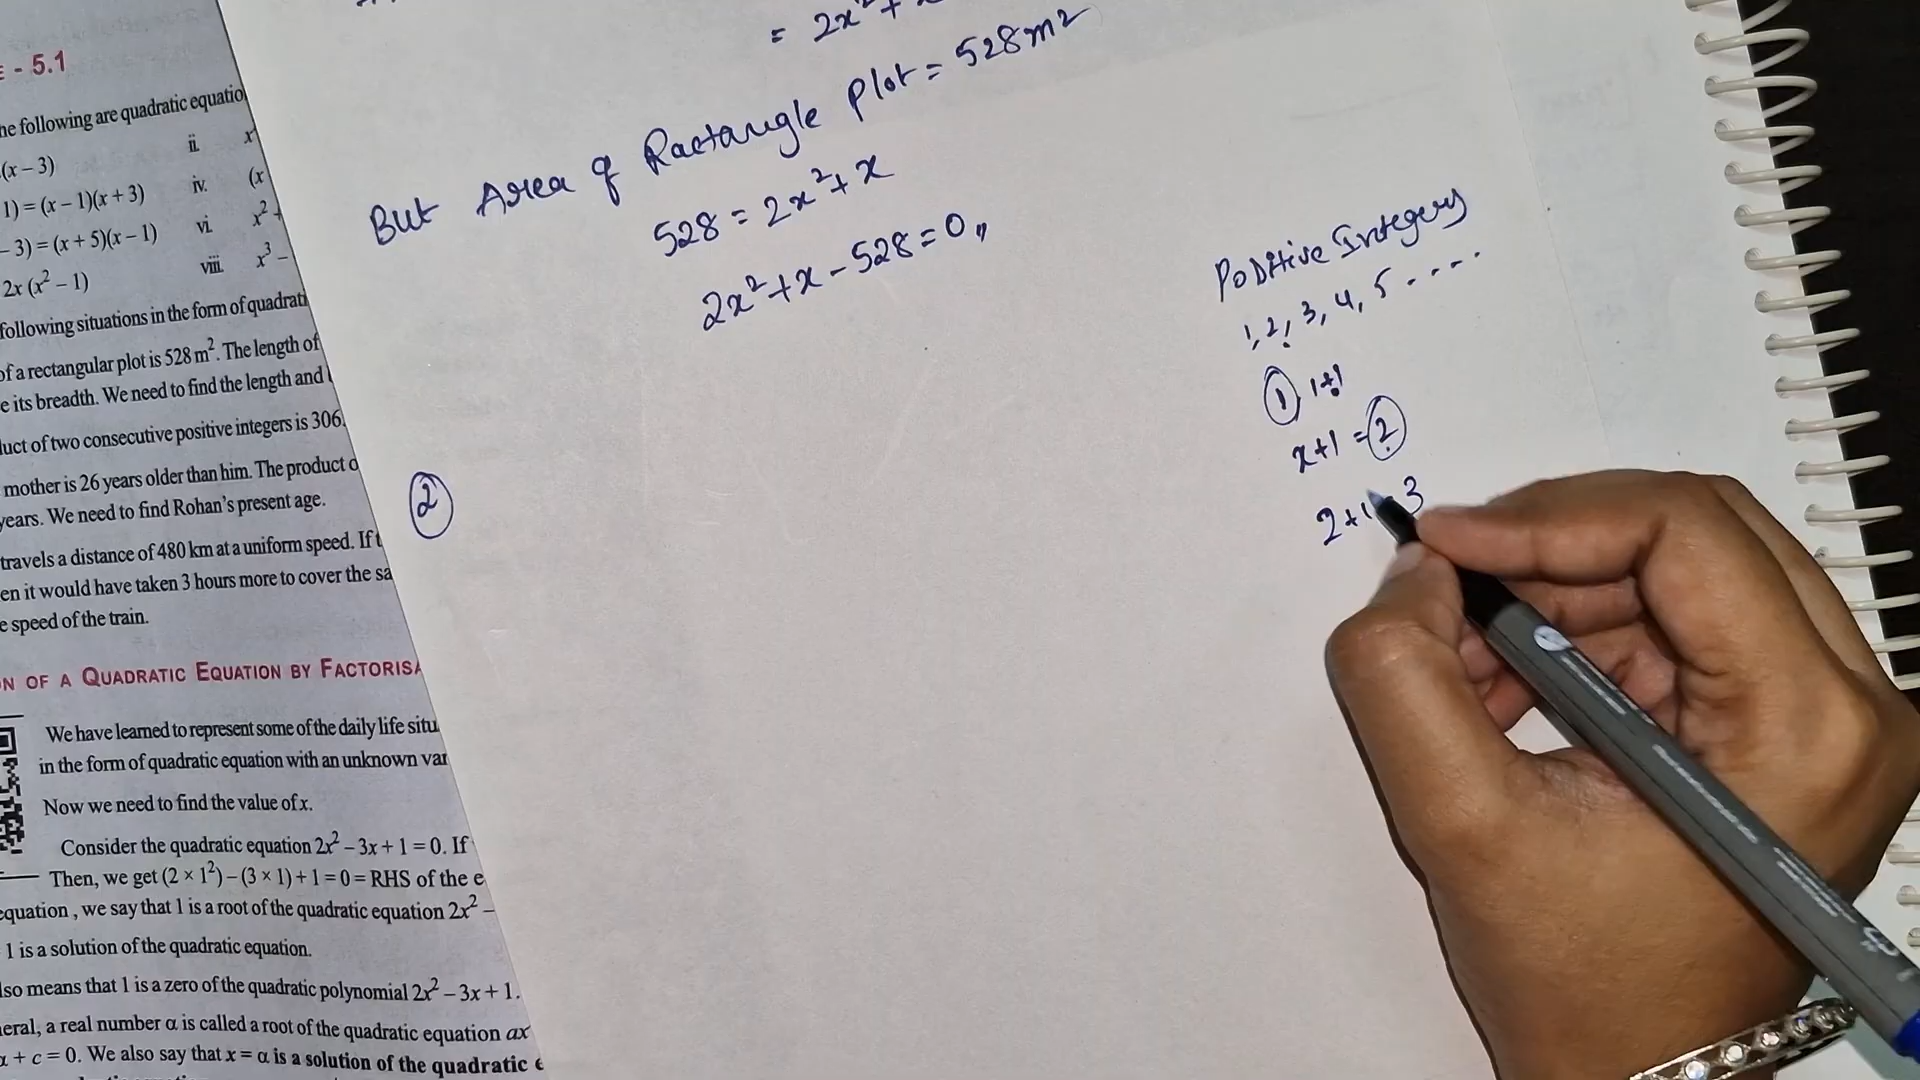 - 5.1
he following are quadratic equatio
ii. x
(x – 3)
1) = (x – 1)(x + 3) iv. (x
– 3) = (x + 5)(x – 1) vi. x² +
2x (x² – 1) viii. x³ –
following situations in the form of quadrati
of a rectangular plot is 528 m². The length of
e its breadth. We need to find the length and
uct of two consecutive positive integers is 306.
mother is 26 years older than him. The product o
years. We need to find Rohan's present age.
travels a distance of 480 km at a uniform speed. If t
en it would have taken 3 hours more to cover the sa
e speed of the train.
N OF A QUADRATIC EQUATION BY FACTORISA
We have learned to represent some of the daily life situ
in the form of quadratic equation with an unknown var
Now we need to find the value of x.
Consider the quadratic equation 2x² – 3x + 1 = 0. If
Then, we get (2 × 1²) – (3 × 1) + 1 = 0 = RHS of the e
equation , we say that 1 is a root of the quadratic equation 2x² –
1 is a solution of the quadratic equation.
lso means that 1 is a zero of the quadratic polynomial 2x² – 3x + 1.
neral, a real number α is called a root of the quadratic equation ax
+ c = 0. We also say that x = α is a solution of the quadratic e
= 2x² +
But Area of Ractangle Plot = 528m²
528 = 2x² + x
2x² + x - 528 = 0,,
2
Positive Integers
1, 2, 3, 4, 5 - - - -
1, 1+1
x+1 = 2
2+1 = 3